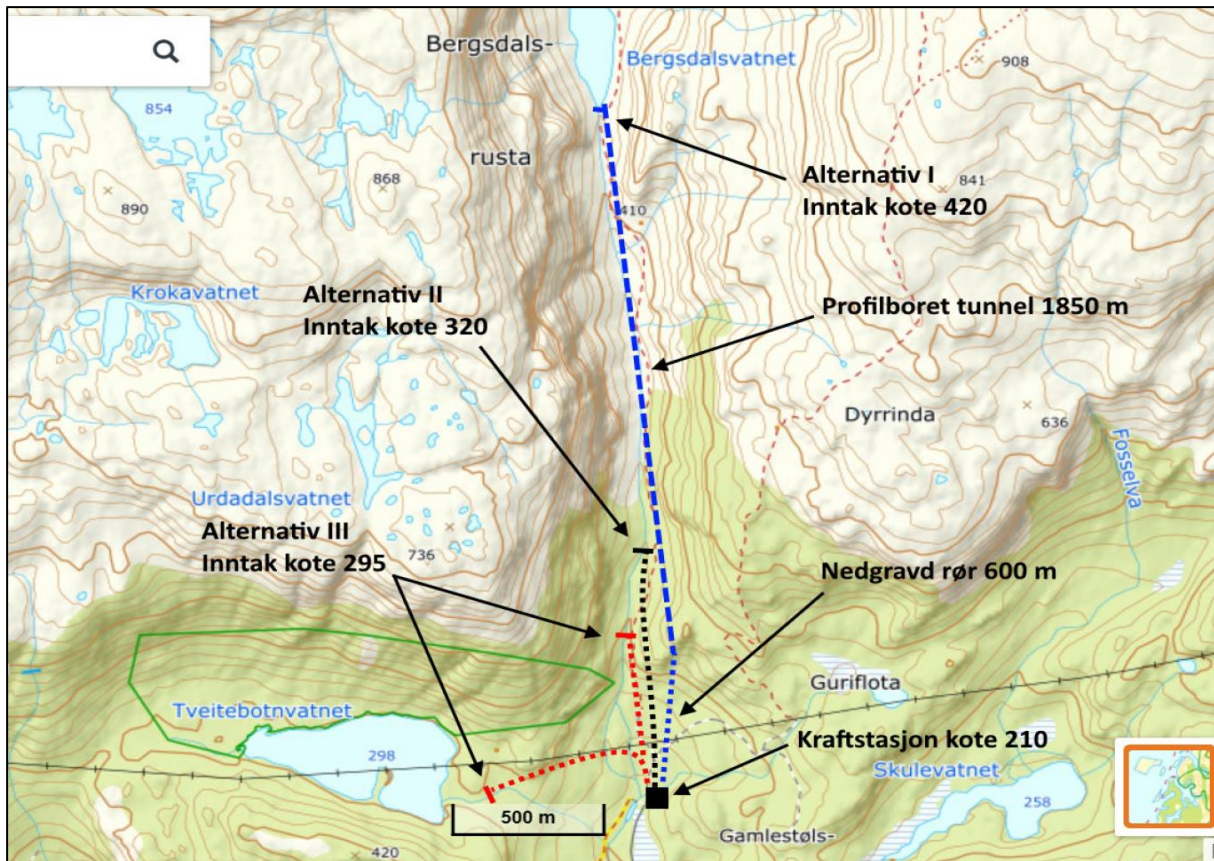 Bergsdals-
Bergsdalsvatnet
908
854
rusta
868
Alternativ I
Inntak kote 420
841
890
410
Krokavatnet
Alternativ II
Inntak kote 320
Profilboret tunnel 1850 m
Dyrrinda
636
Fosselva
Urdadalsvatnet
Alternativ III
Inntak kote 295
736
Nedgravd rør 600 m
Guriflota
Tveitebotnvatnet
298
Kraftstasjon kote 210
Skulevatnet
258
500 m
Gamlestøls-
420